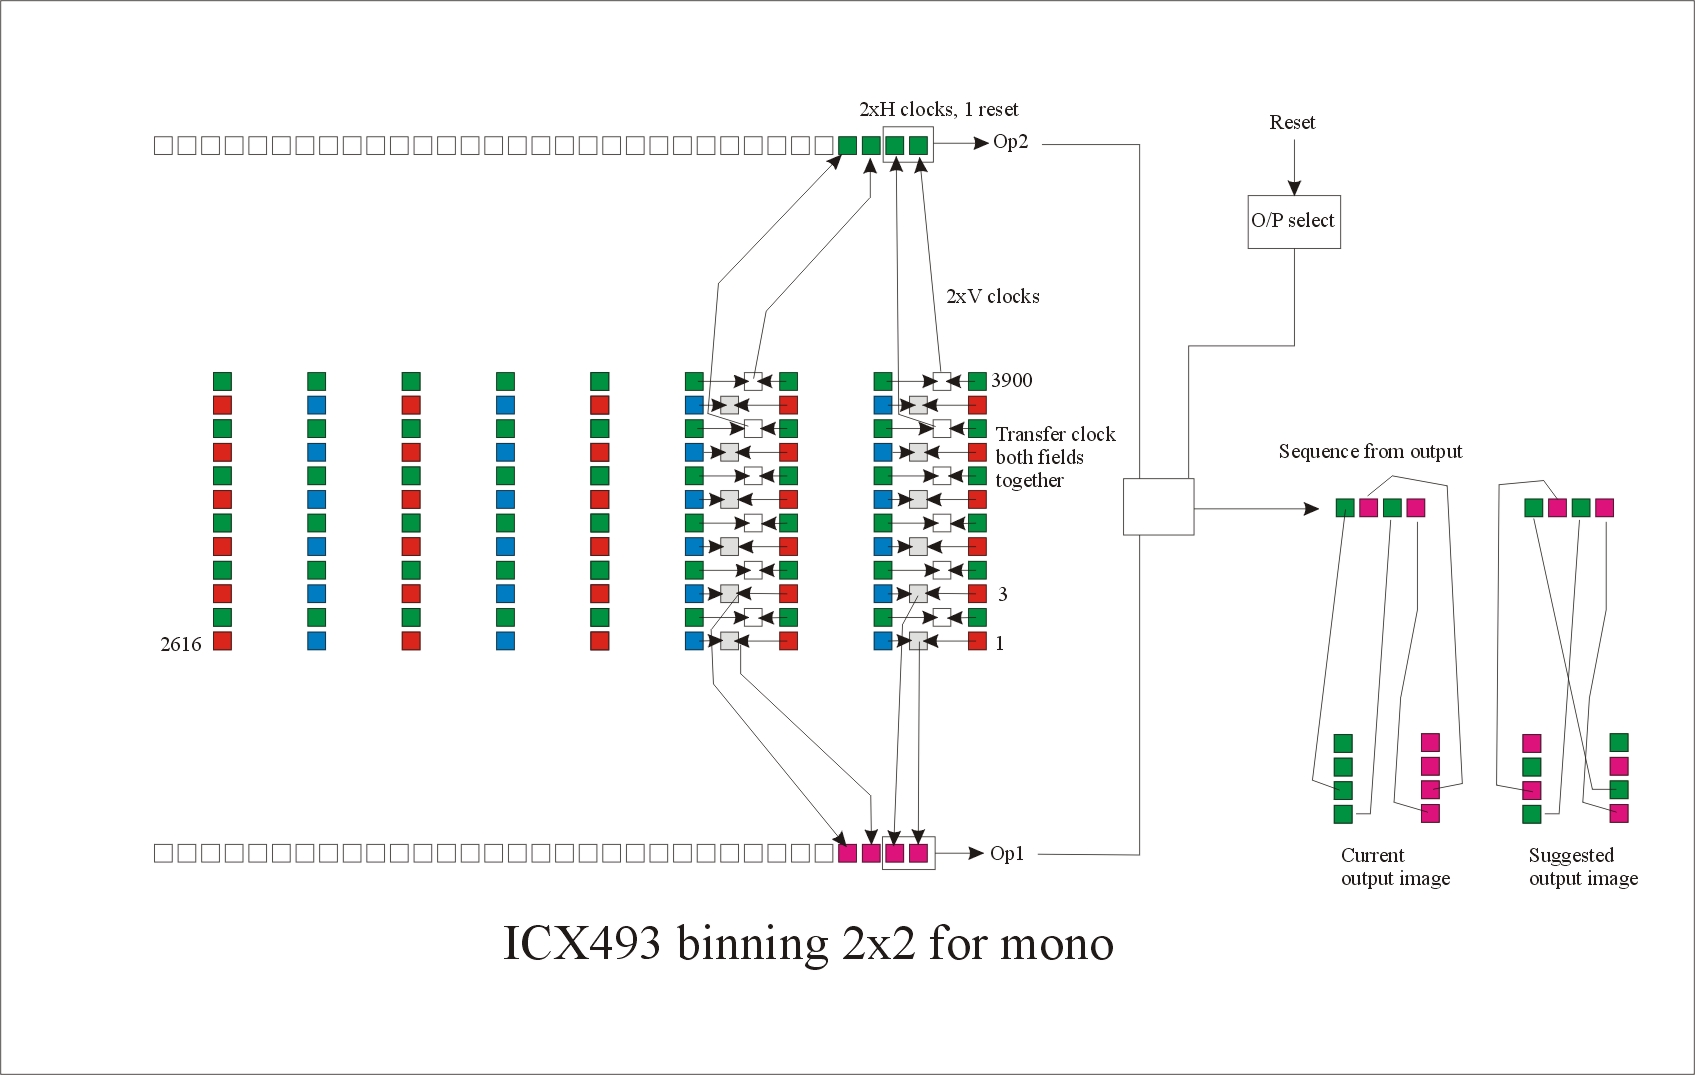 2xH clocks, 1 reset
Op2
Reset
O/P select
2xV clocks
3900
Transfer clock
both fields
together
Sequence from output
3
2616
1
Op1
Current
output image
Suggested
output image
ICX493 binning 2x2 for mono